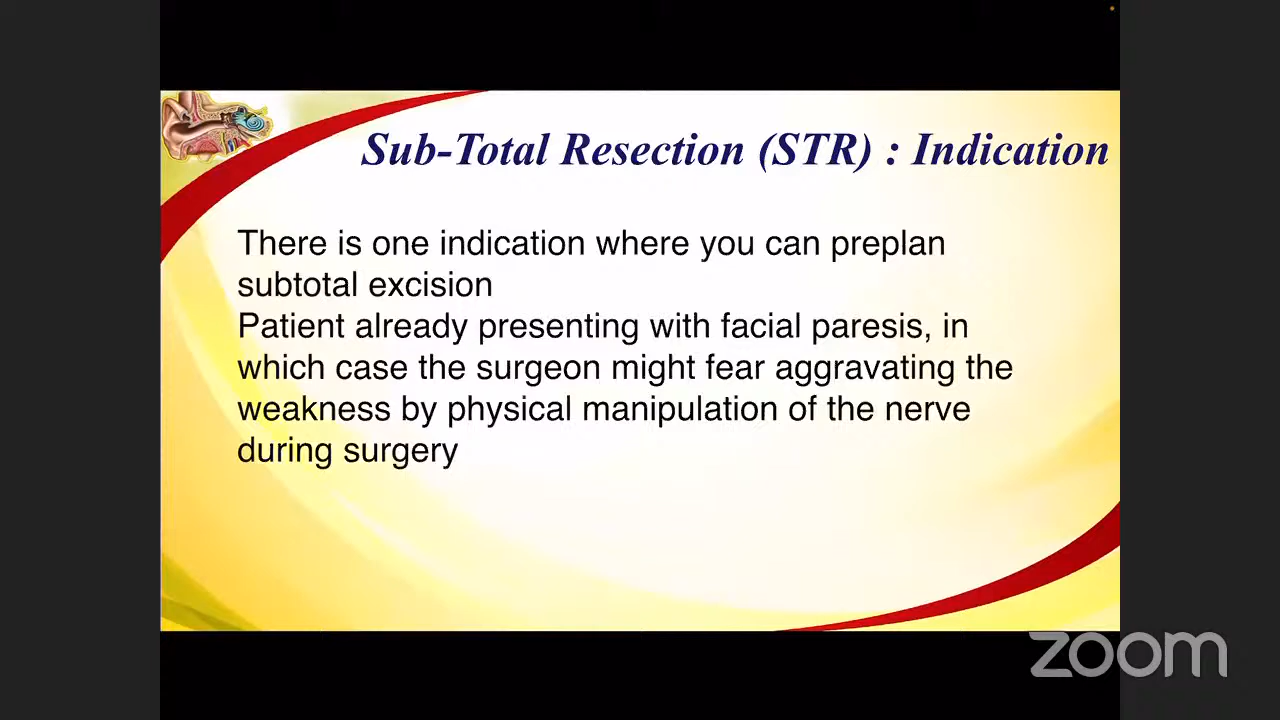 Sub-Total Resection (STR) : Indication
There is one indication where you can preplan
subtotal excision
Patient already presenting with facial paresis, in
which case the surgeon might fear aggravating the
weakness by physical manipulation of the nerve
during surgery
zoom